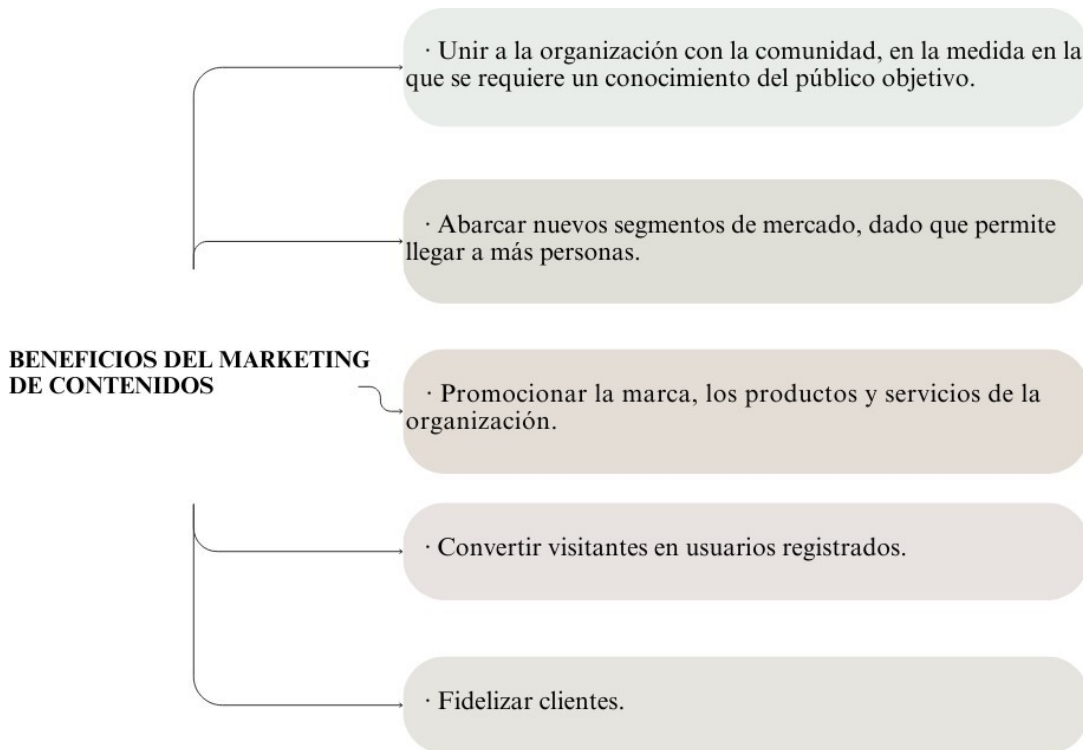 · Unir a la organización con la comunidad, en la medida en la
que se requiere un conocimiento del público objetivo.
· Abarcar nuevos segmentos de mercado, dado que permite
llegar a más personas.
BENEFICIOS DEL MARKETING
DE CONTENIDOS
· Promocionar la marca, los productos y servicios de la
organización.
· Convertir visitantes en usuarios registrados.
· Fidelizar clientes.